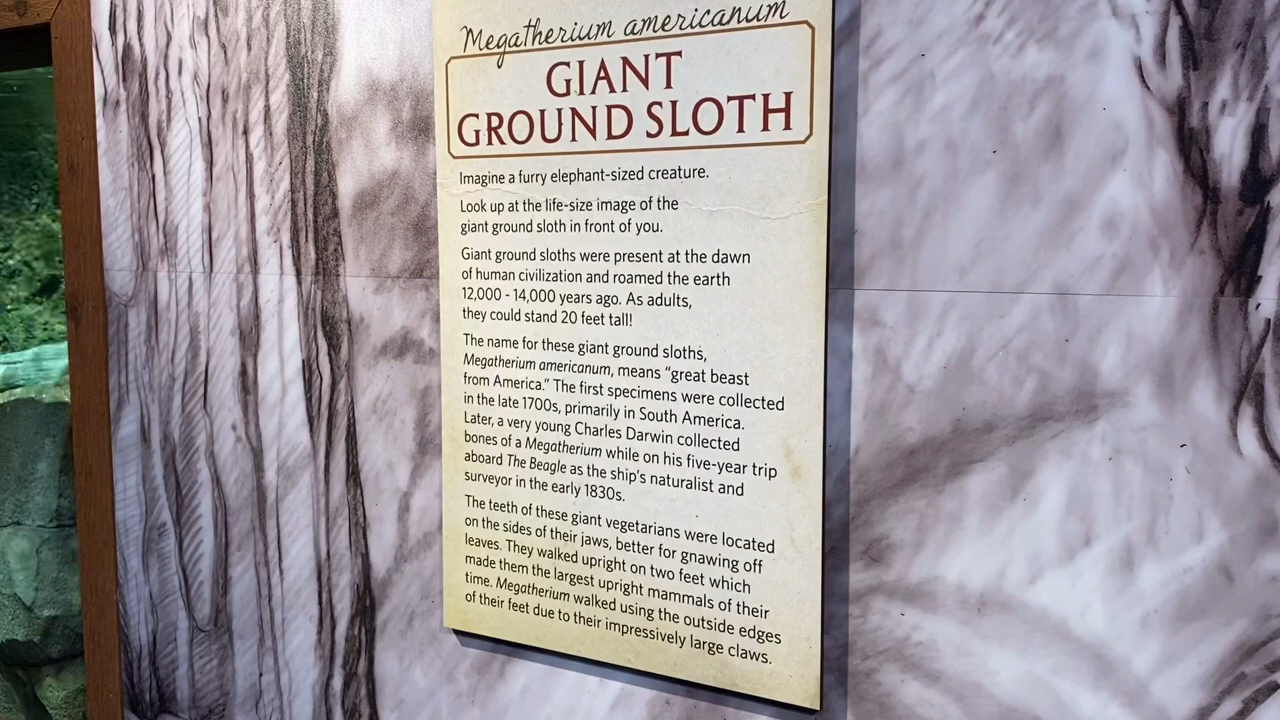 Megatherium americanum
GIANT
GROUND SLOTH
Imagine a furry elephant-sized creature.
Look up at the life-size image of the
giant ground sloth in front of you.
Giant ground sloths were present at the dawn
of human civilization and roamed the earth
12,000 - 14,000 years ago. As adults,
they could stand 20 feet tall!
The name for these giant ground sloths,
Megatherium americanum, means “great beast
from America.” The first specimens were collected
in the late 1700s, primarily in South America.
Later, a very young Charles Darwin collected
bones of a Megatherium while on his five-year trip
aboard The Beagle as the ship’s naturalist and
surveyor in the early 1830s.
The teeth of these giant vegetarians were located
on the sides of their jaws, better for gnawing off
leaves. They walked upright on two feet which
made them the largest upright mammals of their
time. Megatherium walked using the outside edges
of their feet due to their impressively large claws.